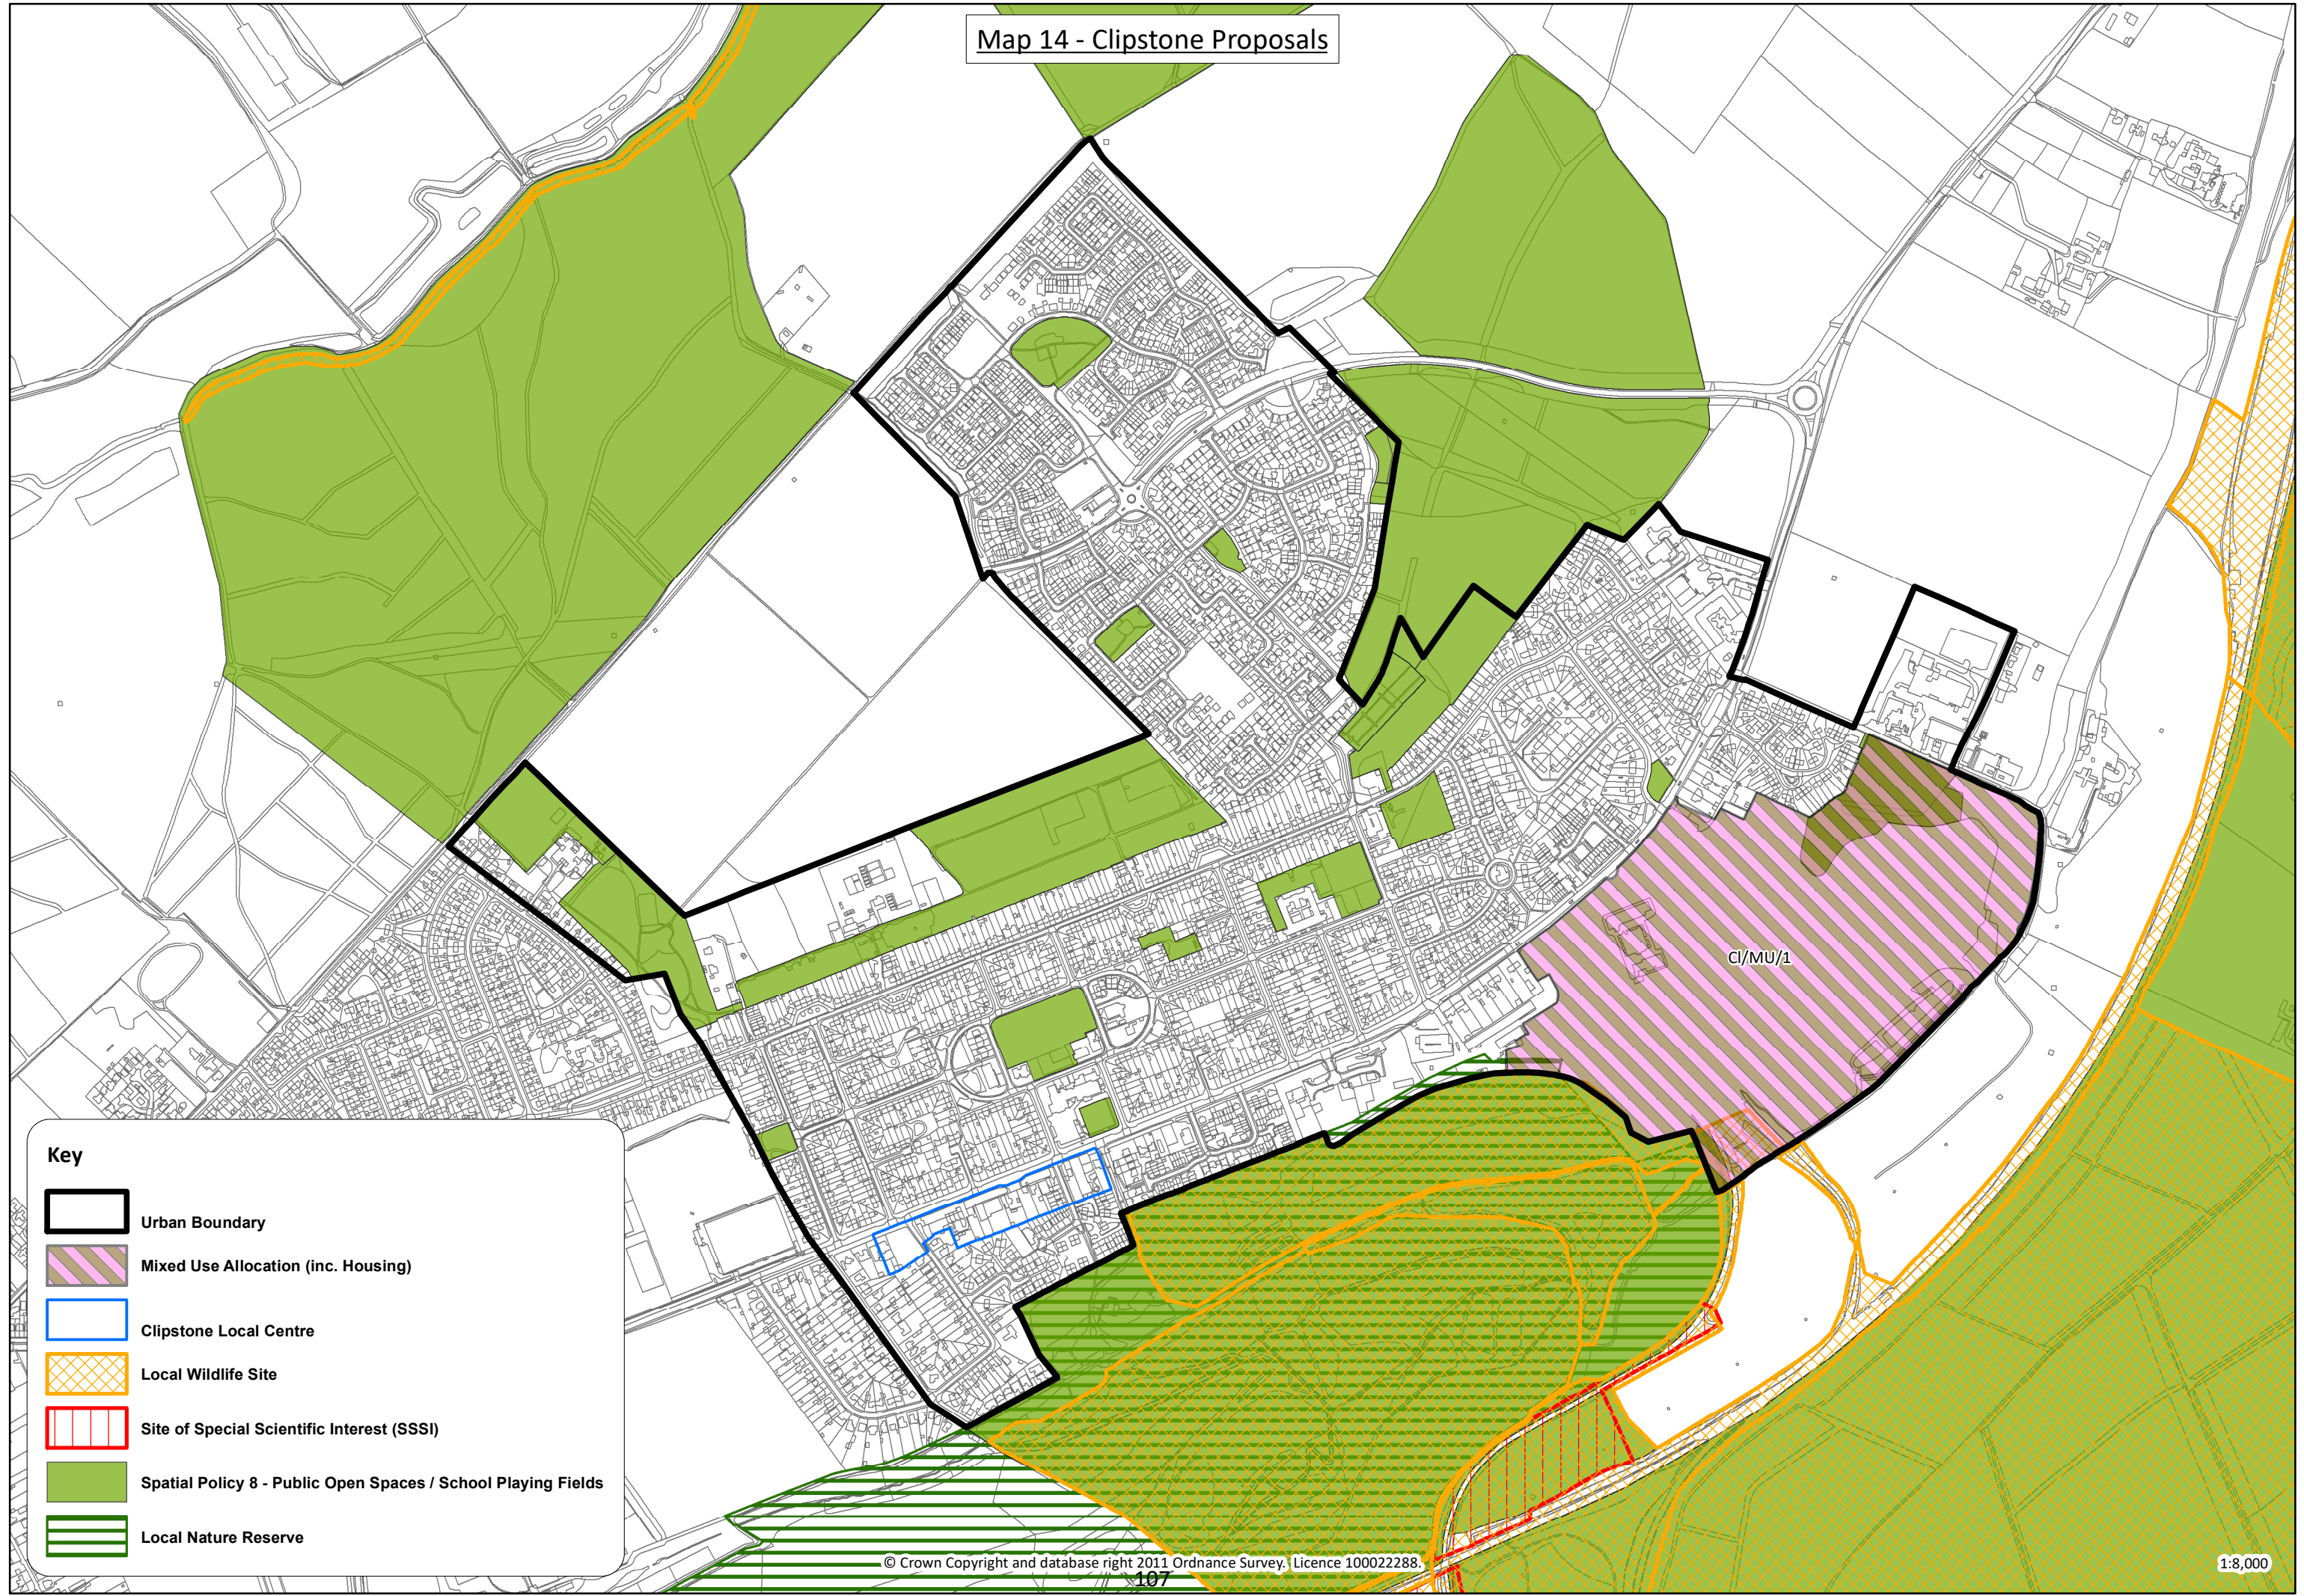 Map 14 - Clipstone Proposals
Cl/MU/1
Key
Urban Boundary
Mixed Use Allocation (inc. Housing)
Clipstone Local Centre
Local Wildlife Site
Site of Special Scientific Interest (SSSI)
Spatial Policy 8 - Public Open Spaces / School Playing Fields
Local Nature Reserve
© Crown Copyright and database right 2011 Ordnance Survey. Licence 100022288.
107
1:8,000